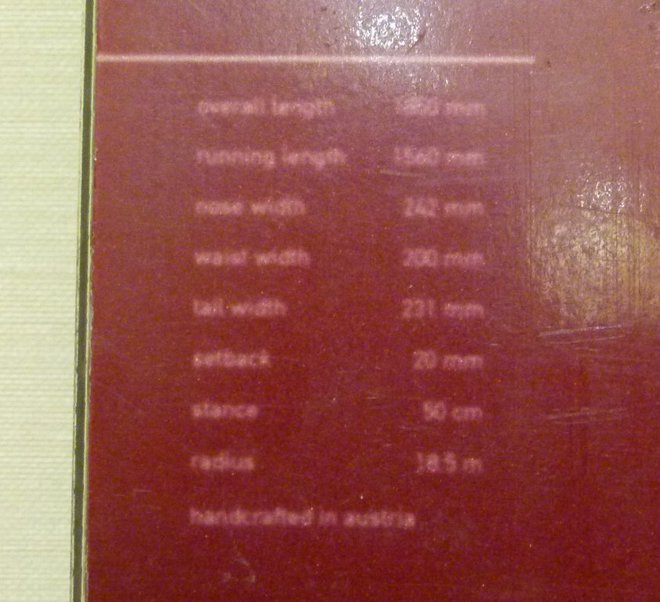 overall length mm
running length 1560 mm
nose width 242 mm
waist width 200 mm
tail width 231 mm
setback 20 mm
stance 50 cm
radius 18.5 m
handcrafted in austria